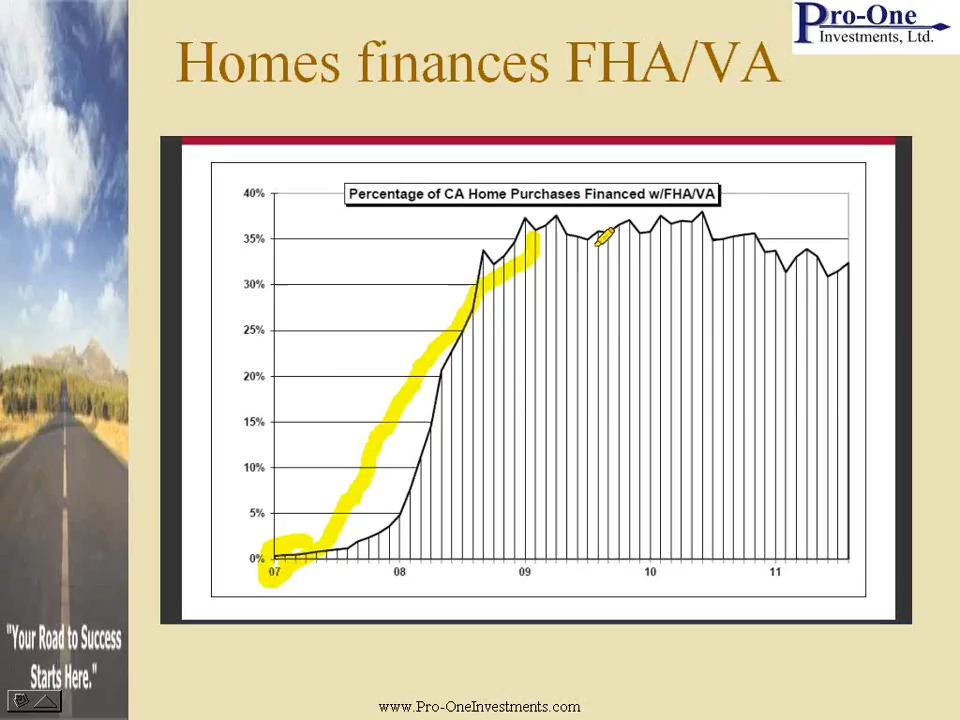 Pro-One
Investments, Ltd.
Homes finances FHA/VA
Percentage of CA Home Purchases Financed w/FHA/VA
40%
35%
30%
25%
20%
15%
10%
5%
0%
07 08 09 10 11
"Your Road to Success
Starts Here."
www.Pro-OneInvestments.com